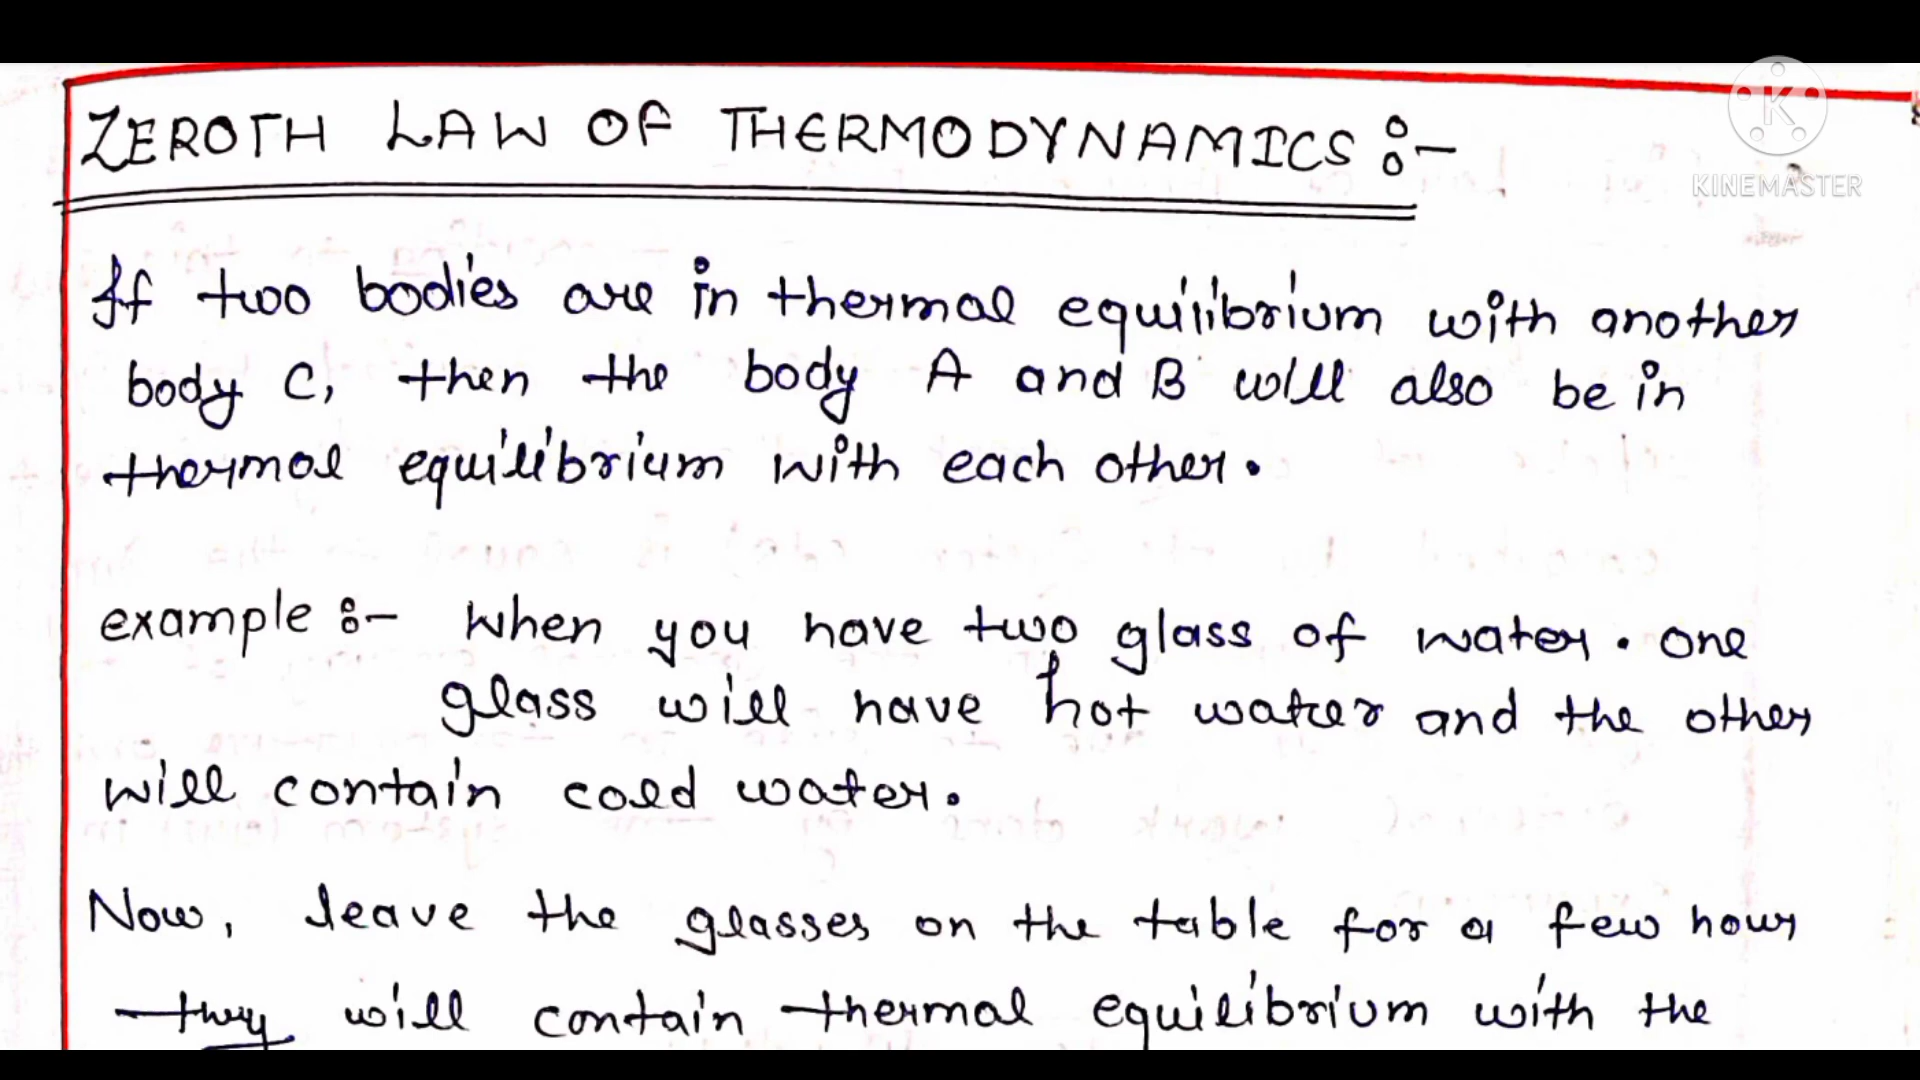 ZEROTH LAW OF THERMODYNAMICS :-
KINEMASTER
If two bodies are in thermal equilibrium with another
body C, then the body A and B will also be in
thermal equilibrium with each other.
example :- When you have two glass of water. one
glass will have hot water and the other
will contain cold water.
Now, leave the glasses on the table for a few hours
they will contain thermal equilibrium with the